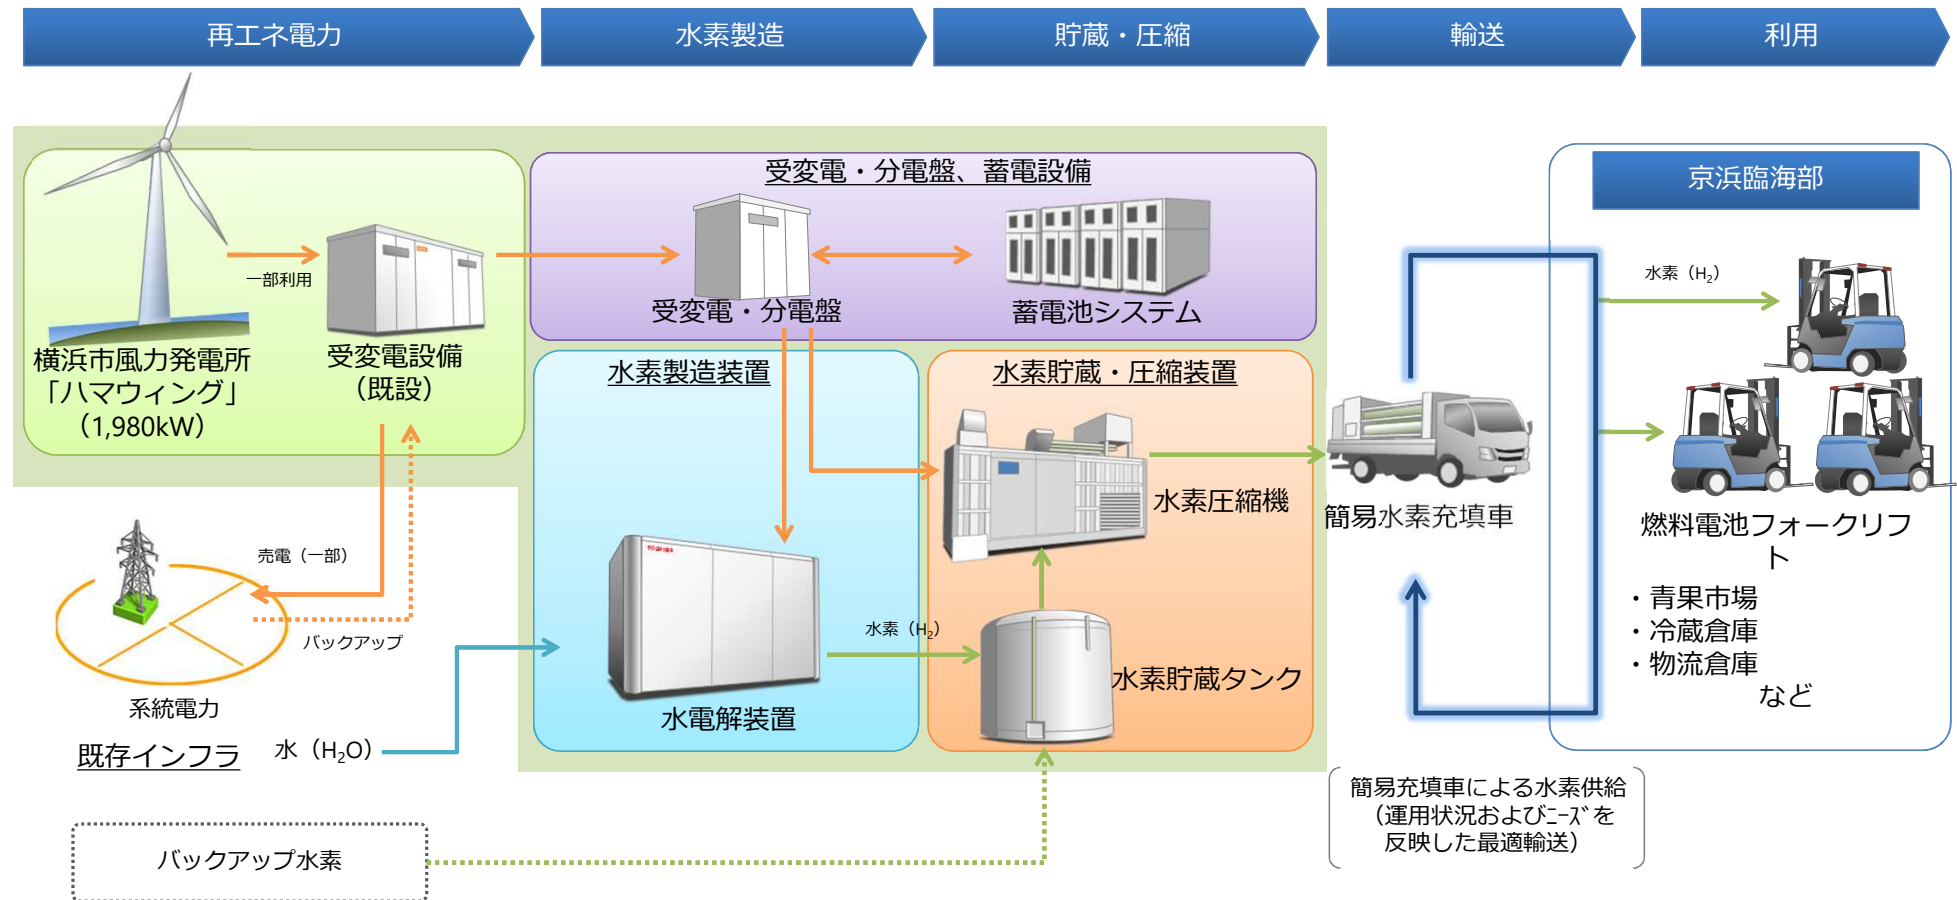 再エネ電力
水素製造
貯蔵・圧縮
輸送
利用
受変電・分電盤、蓄電設備
京浜臨海部
一部利用
水素（H2）
受変電・分電盤
蓄電池システム
横浜市風力発電所
「ハマウィング」
（1,980kW）
受変電設備
（既設）
水素製造装置
水素貯蔵・圧縮装置
水素圧縮機
簡易水素充填車
燃料電池フォークリフ
ト
売電（一部）
TOSHIBA
・青果市場
・冷蔵倉庫
・物流倉庫
など
バックアップ
水素（H2）
水素貯蔵タンク
系統電力
水電解装置
既存インフラ
水（H2O）
簡易充填車による水素供給
（運用状況およびﾆｰｽﾞを
反映した最適輸送）
バックアップ水素